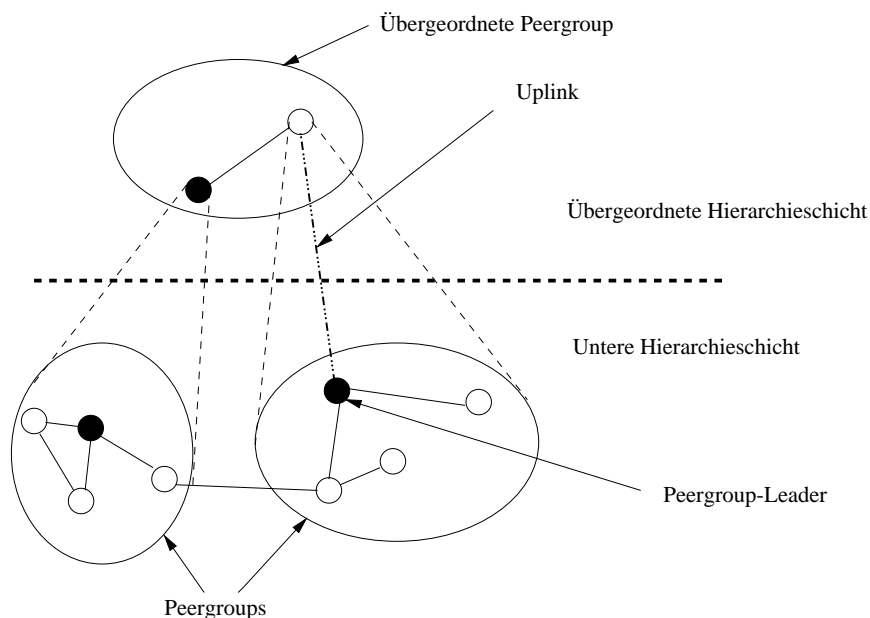 Übergeordnete Peergroup
Uplink
Übergeordnete Hierarchieschicht
Untere Hierarchieschicht
Peergroup-Leader
Peergroups